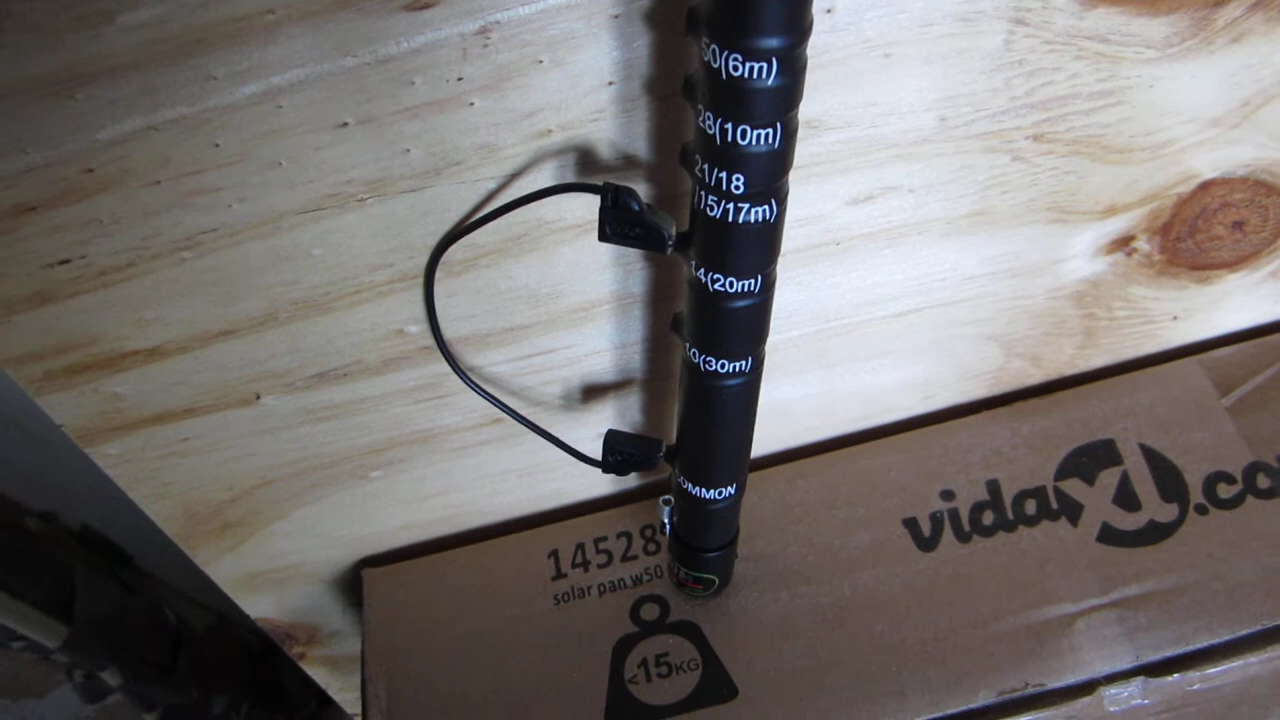 50(6m)
28(10m)
21/18
/15/17m)
14(20m)
10(30m)
COMMON
14528
solar pan w50
<15KG
vidaXL.co